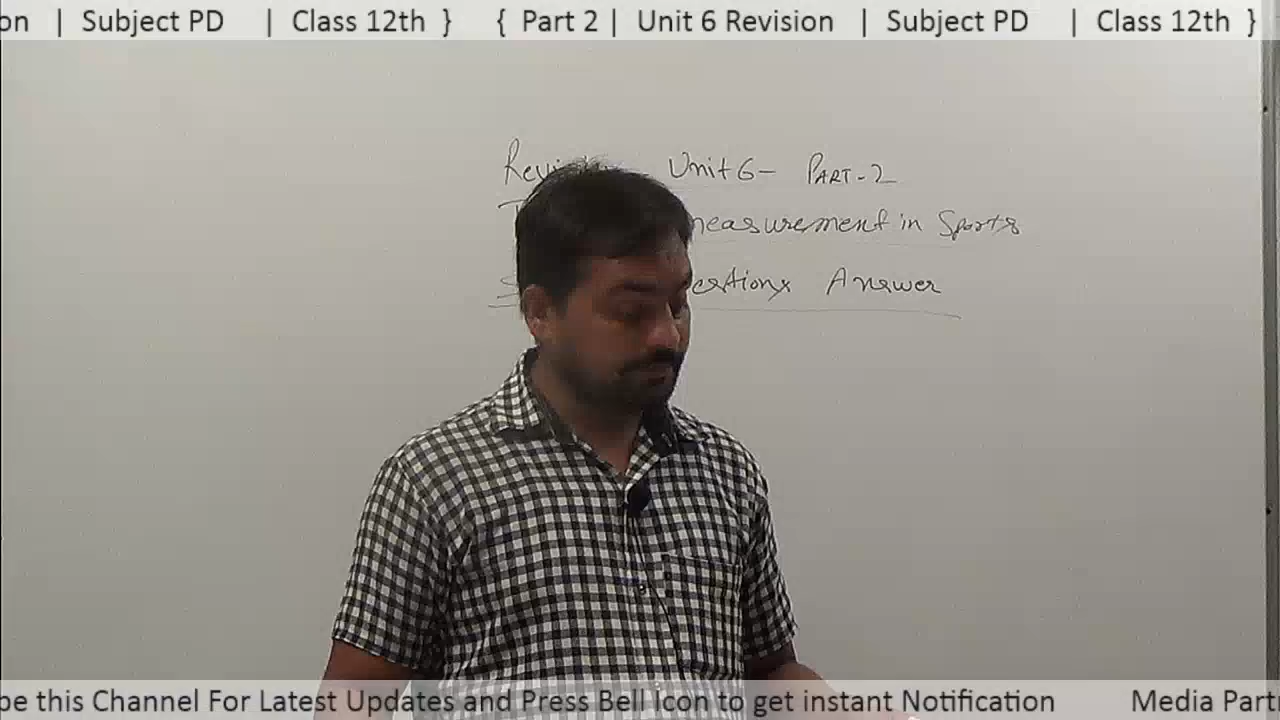 on | Subject PD | Class 12th } { Part 2 | Unit 6 Revision | Subject PD | Class 12th }
Unit 6- PART-2
measurement in Sports
Answer
be this Channel For Latest Updates and Press Bell Icon to get instant Notification Media Part